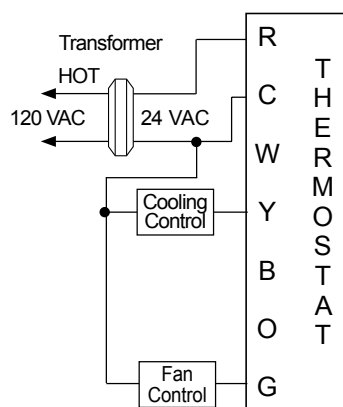 Transformer
HOT
120 VAC
24 VAC
Cooling
Control
Fan
Control
R
C
W
Y
B
O
G
THERMOSTAT